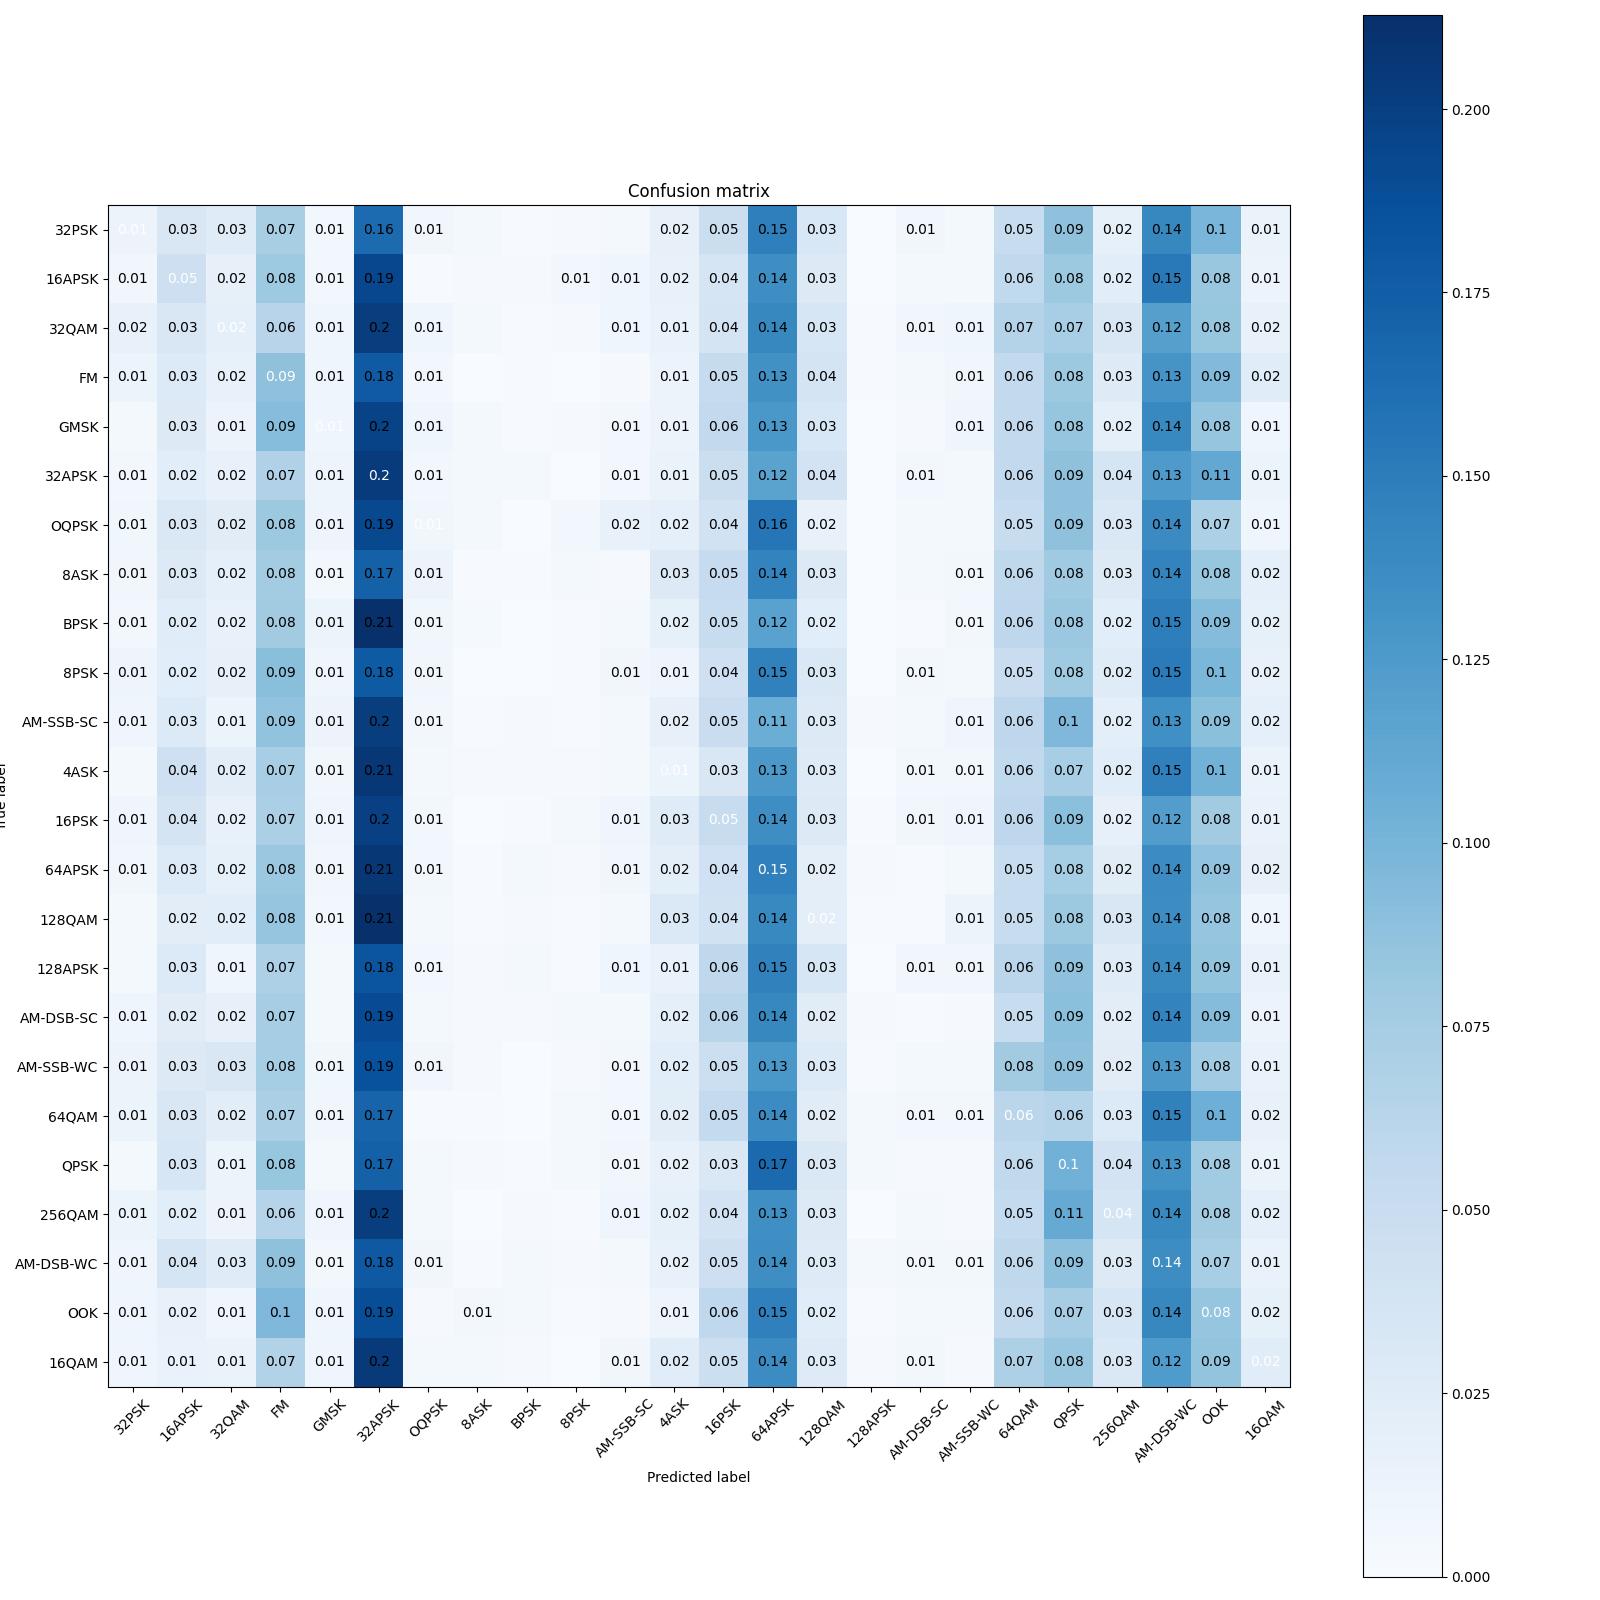 Confusion matrix
32PSK 0.01 0.03 0.03 0.07 0.01 0.16 0.01 0.02 0.05 0.15 0.03 0.01 0.05 0.09 0.02 0.14 0.1 0.01
16APSK 0.01 0.05 0.02 0.08 0.01 0.19 0.01 0.01 0.02 0.04 0.14 0.03 0.06 0.08 0.02 0.15 0.08 0.01
32QAM 0.02 0.03 0.02 0.06 0.01 0.2 0.01 0.01 0.01 0.04 0.14 0.03 0.01 0.01 0.07 0.07 0.03 0.12 0.08 0.02
FM 0.01 0.03 0.02 0.09 0.01 0.18 0.01 0.01 0.05 0.13 0.04 0.01 0.06 0.08 0.03 0.13 0.09 0.02
GMSK 0.03 0.01 0.09 0.01 0.2 0.01 0.01 0.01 0.06 0.13 0.03 0.01 0.06 0.08 0.02 0.14 0.08 0.01
32APSK 0.01 0.02 0.02 0.07 0.01 0.2 0.01 0.01 0.01 0.05 0.12 0.04 0.01 0.06 0.09 0.04 0.13 0.11 0.01
OQPSK 0.01 0.03 0.02 0.08 0.01 0.19 0.01 0.02 0.02 0.04 0.16 0.02 0.05 0.09 0.03 0.14 0.07 0.01
8ASK 0.01 0.03 0.02 0.08 0.01 0.17 0.01 0.03 0.05 0.14 0.03 0.01 0.06 0.08 0.03 0.14 0.08 0.02
BPSK 0.01 0.02 0.02 0.08 0.01 0.21 0.01 0.02 0.05 0.12 0.02 0.01 0.06 0.08 0.02 0.15 0.09 0.02
8PSK 0.01 0.02 0.02 0.09 0.01 0.18 0.01 0.01 0.01 0.04 0.15 0.03 0.01 0.05 0.08 0.02 0.15 0.1 0.02
AM-SSB-SC 0.01 0.03 0.01 0.09 0.01 0.2 0.01 0.02 0.05 0.11 0.03 0.01 0.06 0.1 0.02 0.13 0.09 0.02
4ASK 0.04 0.02 0.07 0.01 0.21 0.01 0.03 0.13 0.03 0.01 0.01 0.06 0.07 0.02 0.15 0.1 0.01
16PSK 0.01 0.04 0.02 0.07 0.01 0.2 0.01 0.01 0.03 0.05 0.14 0.03 0.01 0.01 0.06 0.09 0.02 0.12 0.08 0.01
64APSK 0.01 0.03 0.02 0.08 0.01 0.21 0.01 0.01 0.02 0.04 0.15 0.02 0.05 0.08 0.02 0.14 0.09 0.02
128QAM 0.02 0.02 0.08 0.01 0.21 0.03 0.04 0.14 0.02 0.01 0.05 0.08 0.03 0.14 0.08 0.01
128APSK 0.03 0.01 0.07 0.18 0.01 0.01 0.01 0.06 0.15 0.03 0.01 0.01 0.06 0.09 0.03 0.14 0.09 0.01
AM-DSB-SC 0.01 0.02 0.02 0.07 0.19 0.02 0.06 0.14 0.02 0.05 0.09 0.02 0.14 0.09 0.01
AM-SSB-WC 0.01 0.03 0.03 0.08 0.01 0.19 0.01 0.01 0.02 0.05 0.13 0.03 0.08 0.09 0.02 0.13 0.08 0.01
64QAM 0.01 0.03 0.02 0.07 0.01 0.17 0.01 0.02 0.05 0.14 0.02 0.01 0.01 0.06 0.06 0.03 0.15 0.1 0.02
QPSK 0.03 0.01 0.08 0.17 0.01 0.02 0.03 0.17 0.03 0.06 0.1 0.04 0.13 0.08 0.01
256QAM 0.01 0.02 0.01 0.06 0.01 0.2 0.01 0.02 0.04 0.13 0.03 0.05 0.11 0.04 0.14 0.08 0.02
AM-DSB-WC 0.01 0.04 0.03 0.09 0.01 0.18 0.01 0.02 0.05 0.14 0.03 0.01 0.01 0.06 0.09 0.03 0.14 0.07 0.01
OOK 0.01 0.02 0.01 0.1 0.01 0.19 0.01 0.01 0.06 0.15 0.02 0.06 0.07 0.03 0.14 0.08 0.02
16QAM 0.01 0.01 0.01 0.07 0.01 0.2 0.01 0.02 0.05 0.14 0.03 0.01 0.07 0.08 0.03 0.12 0.09 0.02
32PSK 16APSK 32QAM FM GMSK 32APSK OQPSK 8ASK BPSK 8PSK AM-SSB-SC 4ASK 16PSK 64APSK 128QAM 128APSK AM-DSB-SC AM-SSB-WC 64QAM QPSK 256QAM AM-DSB-WC OOK 16QAM
Predicted label
label
0.200
0.175
0.150
0.125
0.100
0.075
0.050
0.025
0.000